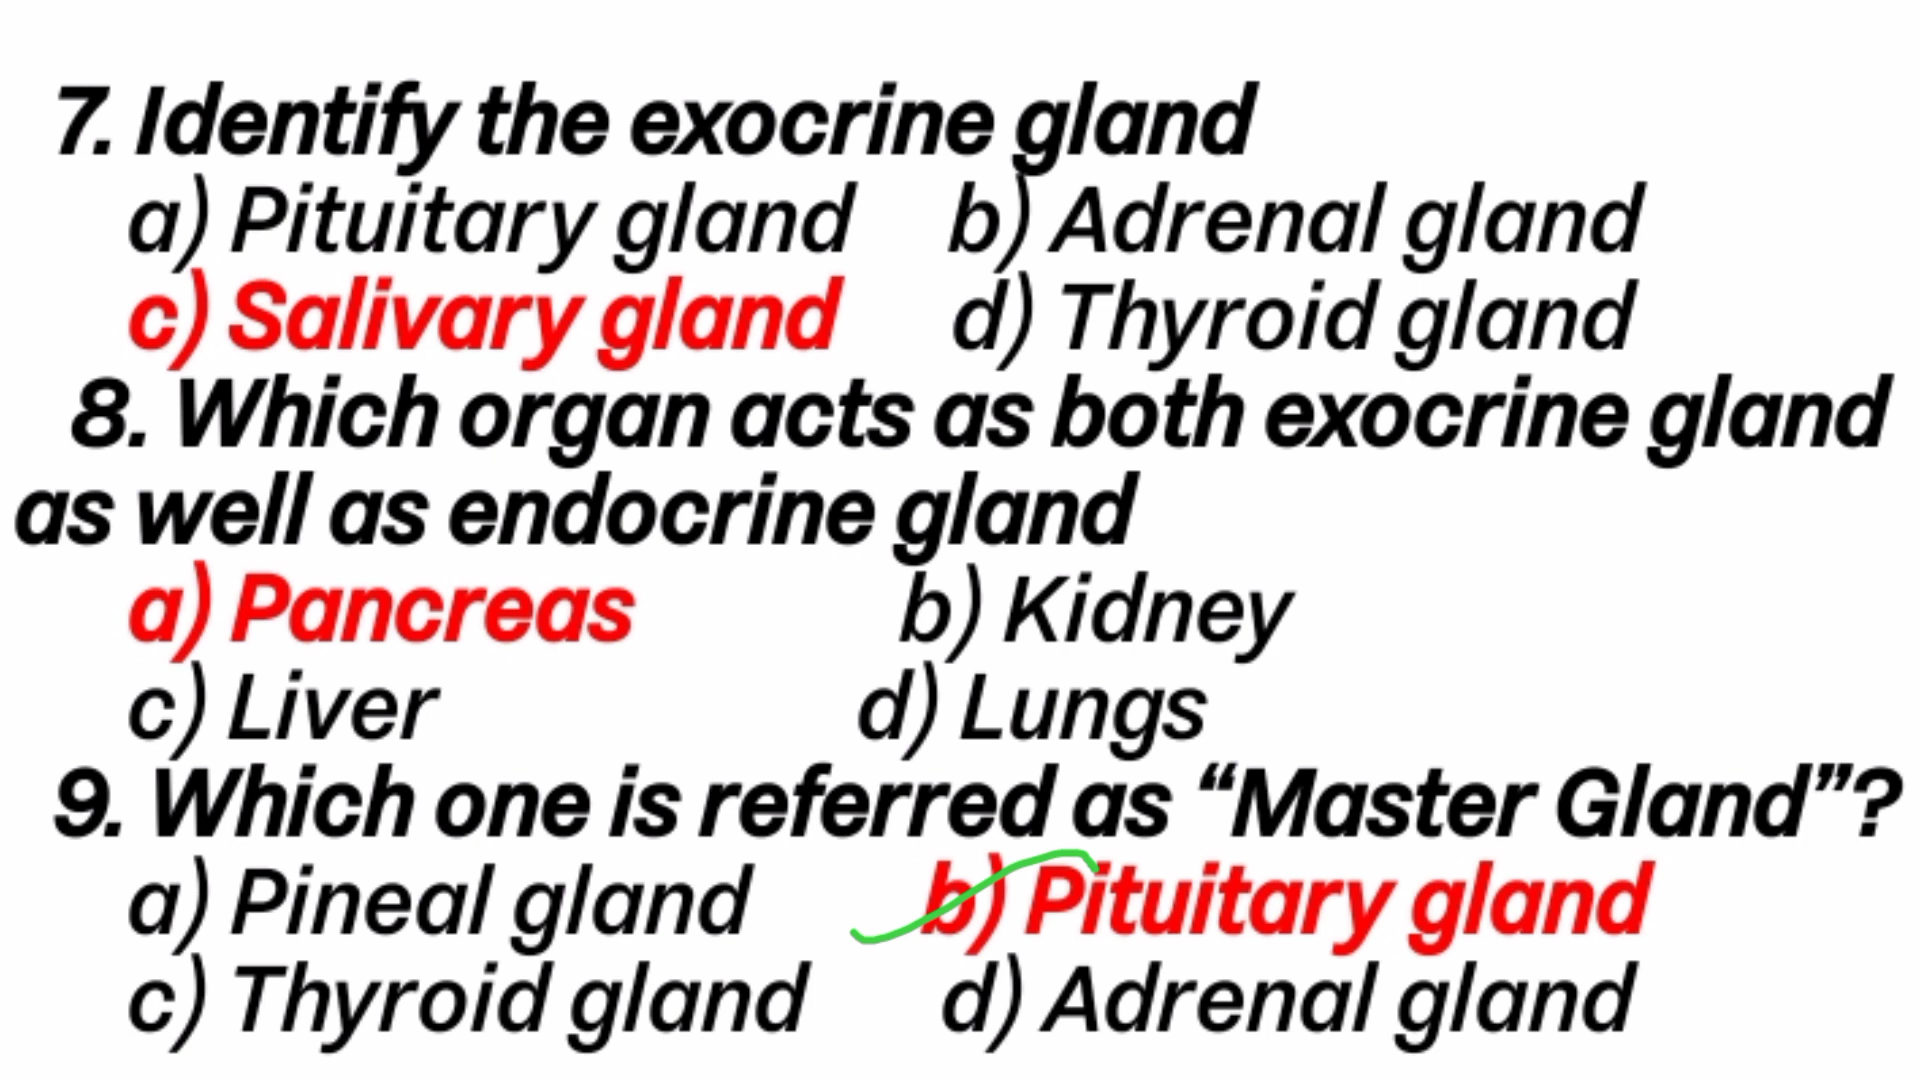 7. Identify the exocrine gland
a) Pituitary gland b) Adrenal gland
c) Salivary gland d) Thyroid gland
8. Which organ acts as both exocrine gland
as well as endocrine gland
a) Pancreas b) Kidney
c) Liver d) Lungs
9. Which one is referred as “Master Gland”?
a) Pineal gland b) Pituitary gland
c) Thyroid gland d) Adrenal gland